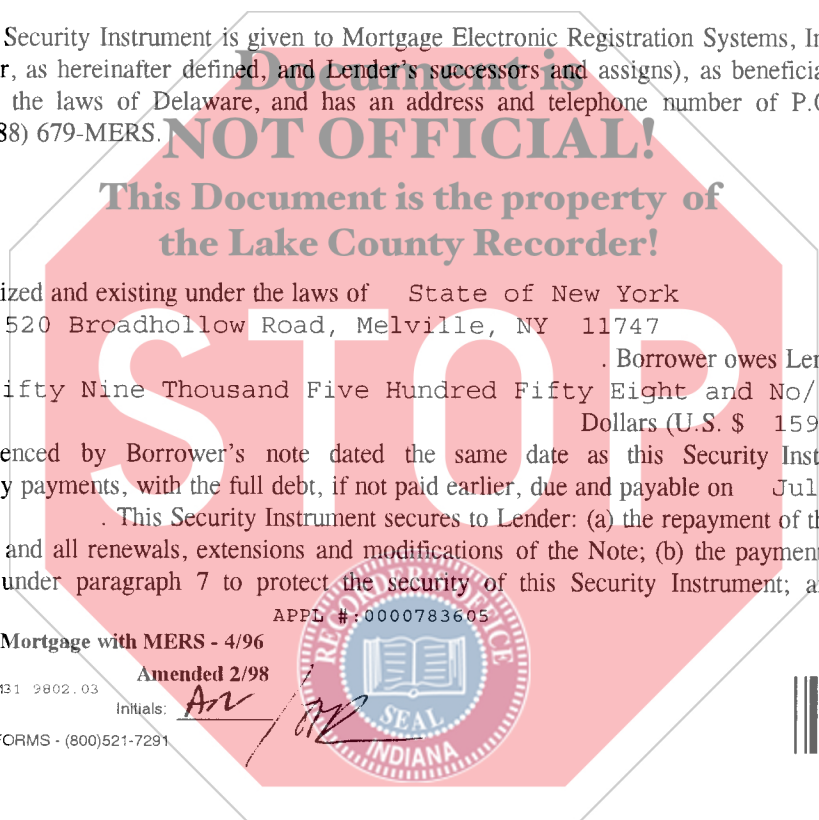 Security Instrument is given to Mortgage Electronic Registration Systems, In
r, as hereinafter defined, and Lender's successors and assigns), as beneficia
Document is
the laws of Delaware, and has an address and telephone number of P.O
88) 679-MERS.
NOT OFFICIAL!
This Document is the property of
the Lake County Recorder!
ized and existing under the laws of State of New York
520 Broadhollow Road, Melville, NY 11747
. Borrower owes Len
ifty Nine Thousand Five Hundred Fifty Eight and No/
Dollars (U.S. $ 159
STOP
enced by Borrower's note dated the same date as this Security Inst
y payments, with the full debt, if not paid earlier, due and payable on Jul
. This Security Instrument secures to Lender: (a) the repayment of th
and all renewals, extensions and modifications of the Note; (b) the payment
under paragraph 7 to protect the security of this Security Instrument; a
APPL #:0000783605
Mortgage with MERS - 4/96
Amended 2/98
31 9802.03
Initials:
ORMS - (800)521-7291
RECORDER'S OFFICE
SEAL
INDIANA